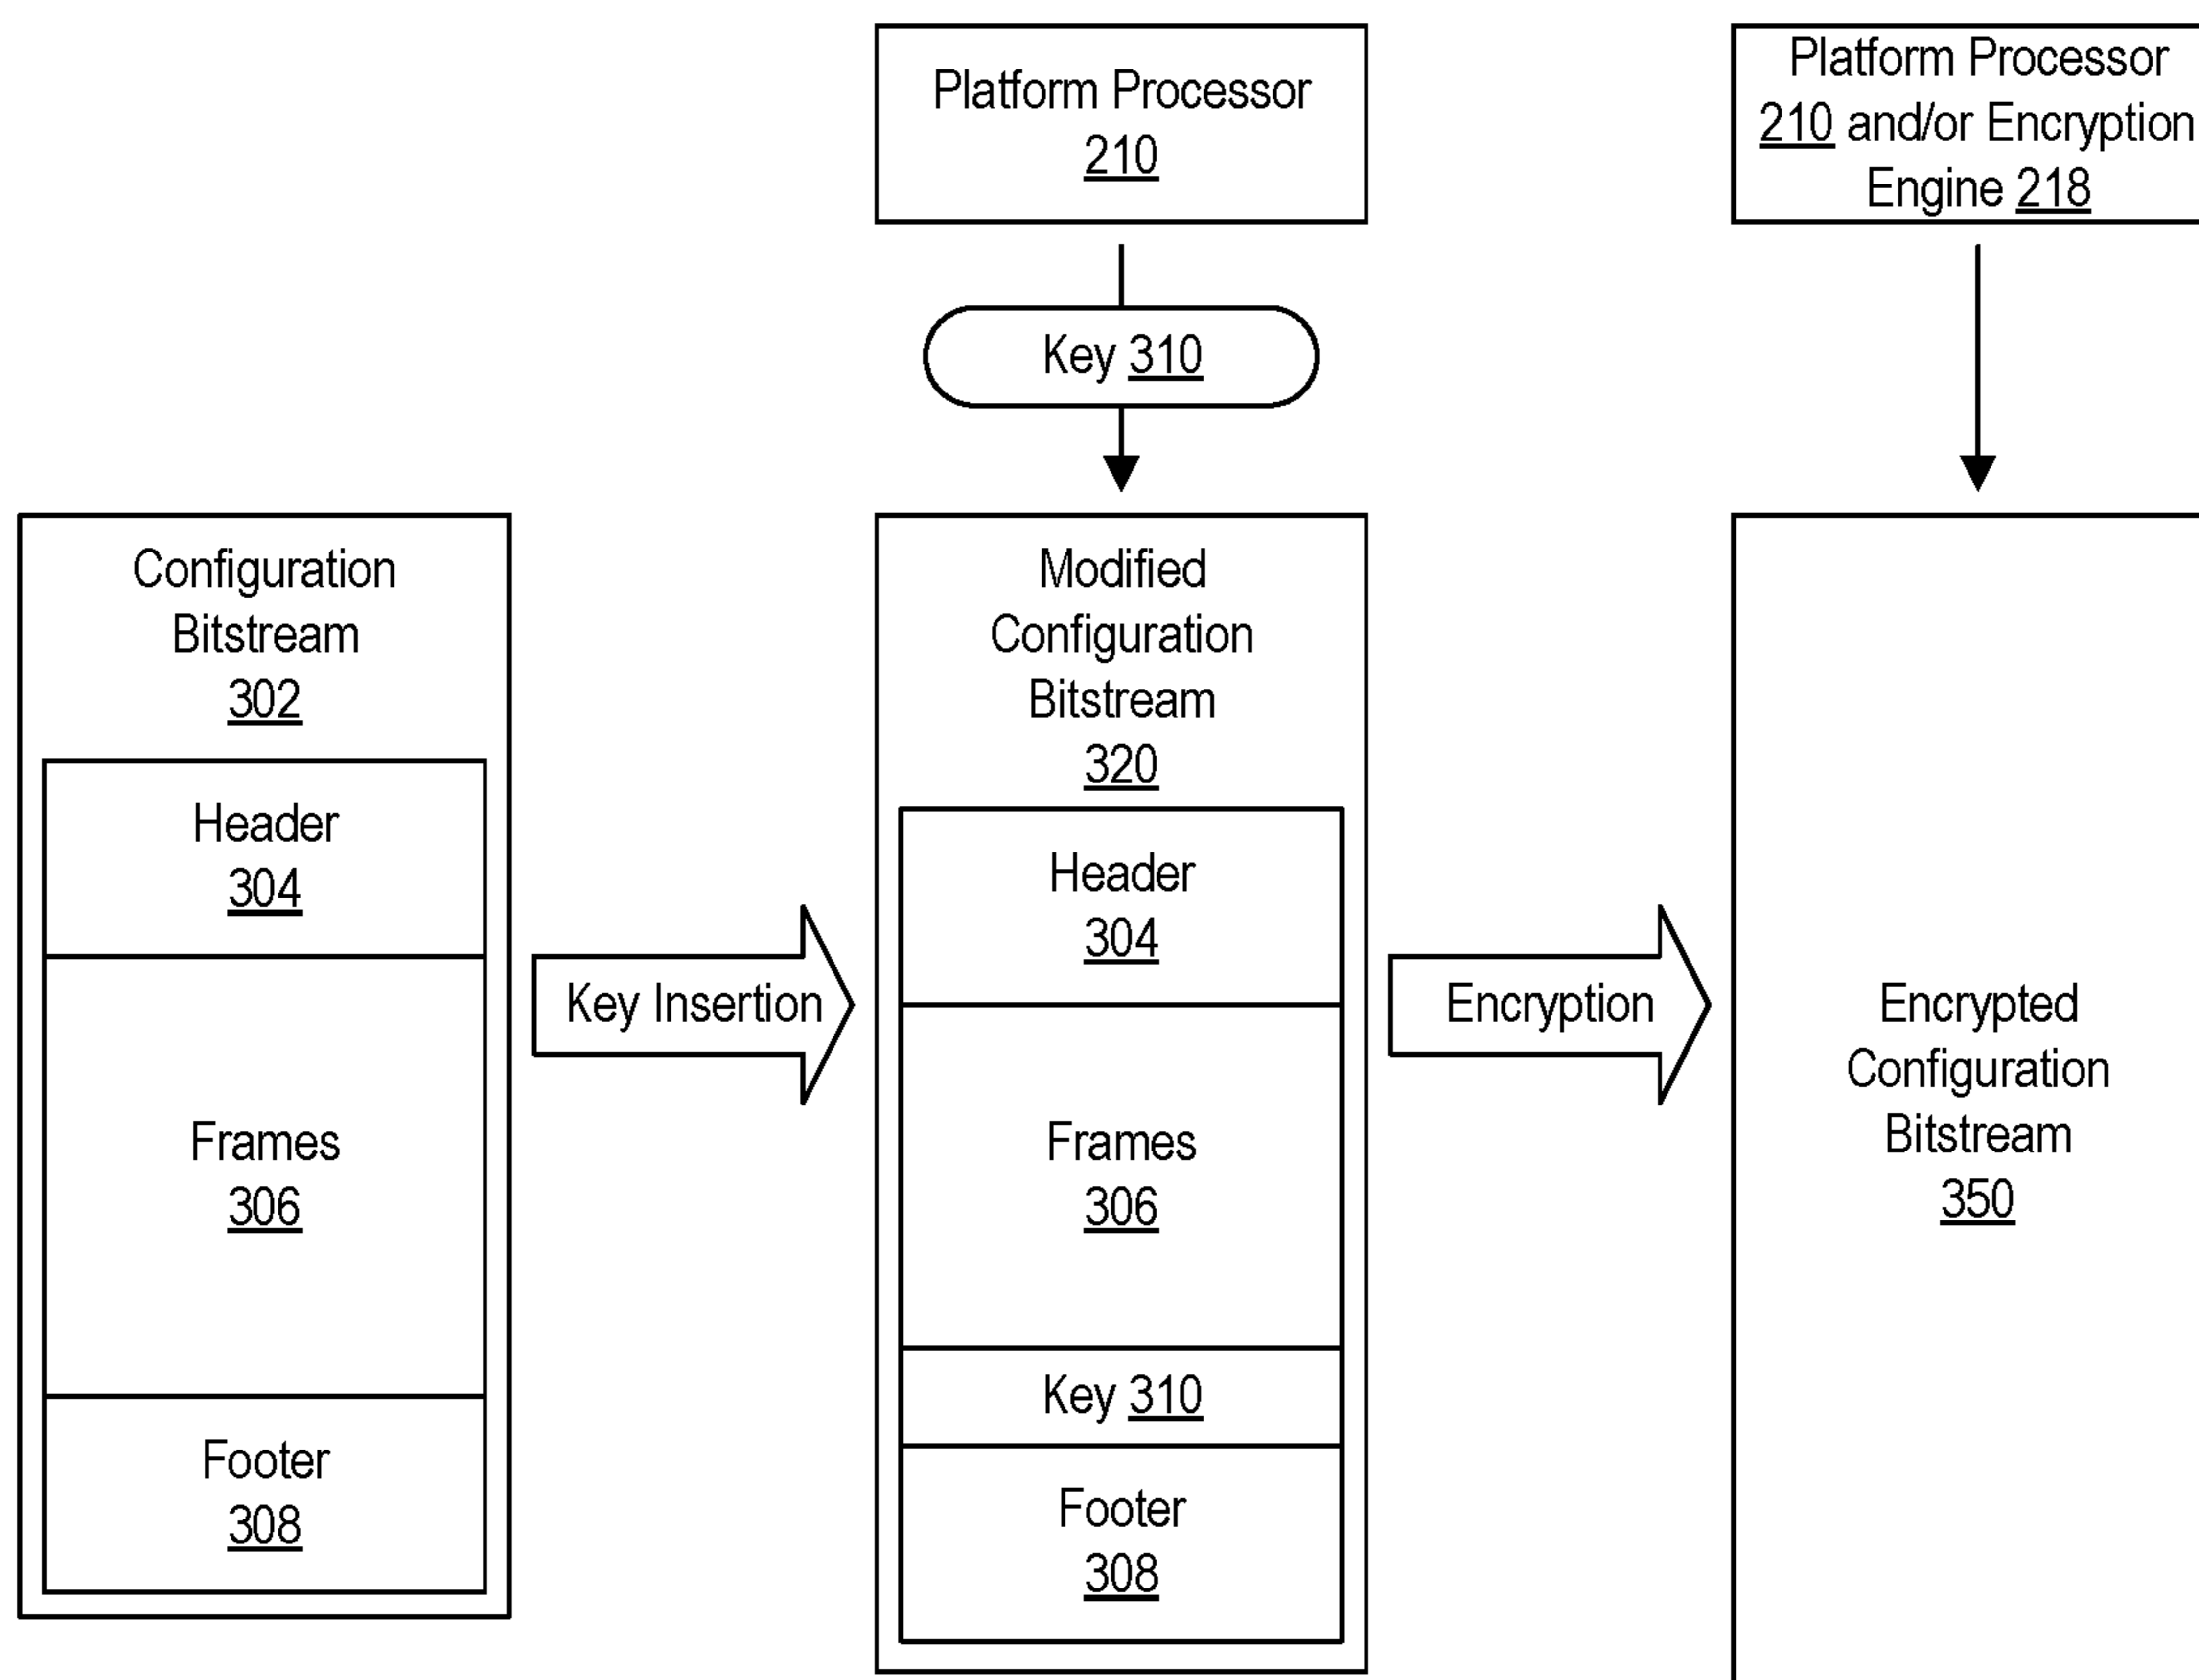 Platform Processor
210
Platform Processor
210 and/or Encryption
Engine 218
Key 310
Configuration
Bitstream
302
Header
304
Frames
306
Footer
308
Key Insertion
Modified
Configuration
Bitstream
320
Header
304
Frames
306
Key 310
Footer
308
Encryption
Encrypted
Configuration
Bitstream
350